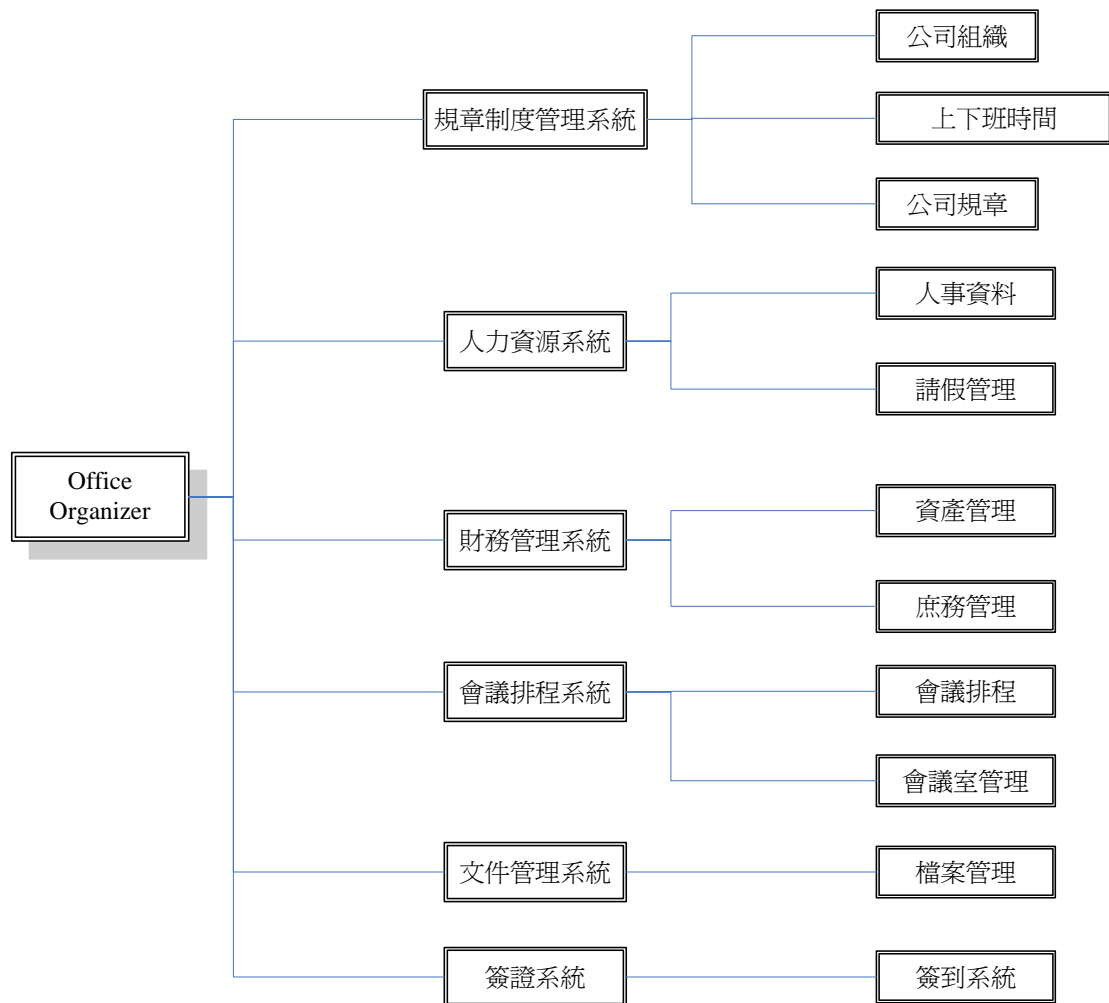 Office
Organizer
規章制度管理系統
公司組織
上下班時間
公司規章
人力資源系統
人事資料
請假管理
財務管理系統
資產管理
庶務管理
會議排程系統
會議排程
會議室管理
文件管理系統
檔案管理
簽證系統
簽到系統